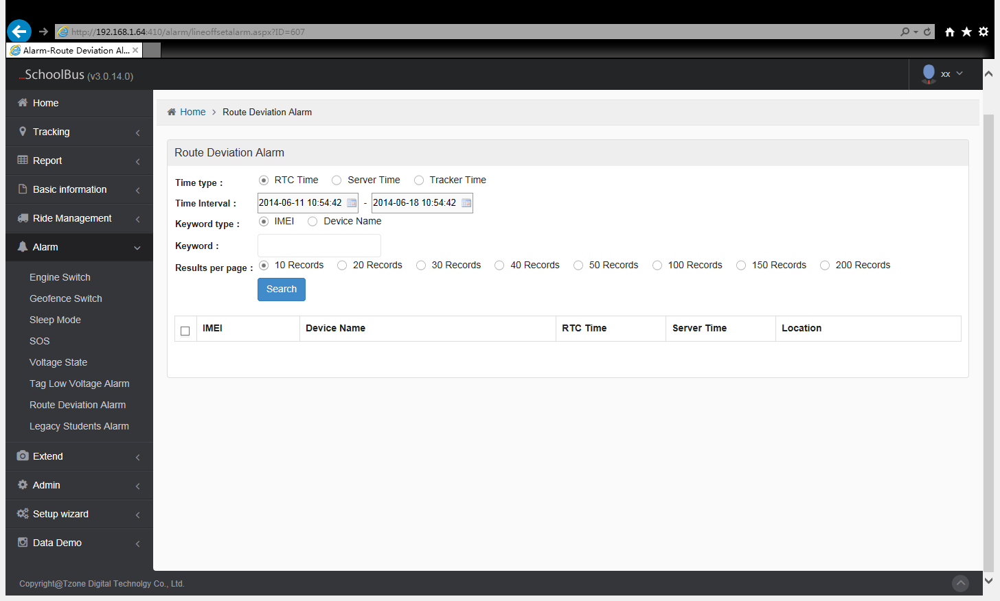 http://192.168.1.64:410/alarm/lineoffsetalarm.aspx?ID=607
Alarm-Route Deviation Al... ×
...SchoolBus (v3.0.14.0)
xx
Home
Tracking
Report
Basic information
Ride Management
Alarm
Engine Switch
Geofence Switch
Sleep Mode
SOS
Voltage State
Tag Low Voltage Alarm
Route Deviation Alarm
Legacy Students Alarm
Extend
Admin
Setup wizard
Data Demo
Home > Route Deviation Alarm
Route Deviation Alarm
Time type : RTC Time Server Time Tracker Time
Time Interval : 2014-06-11 10:54:42 - 2014-06-18 10:54:42
Keyword type : IMEI Device Name
Keyword :
Results per page : 10 Records 20 Records 30 Records 40 Records 50 Records 100 Records 150 Records 200 Records
Search
IMEI Device Name RTC Time Server Time Location
Copyright@Tzone Digital Technolgy Co., Ltd.